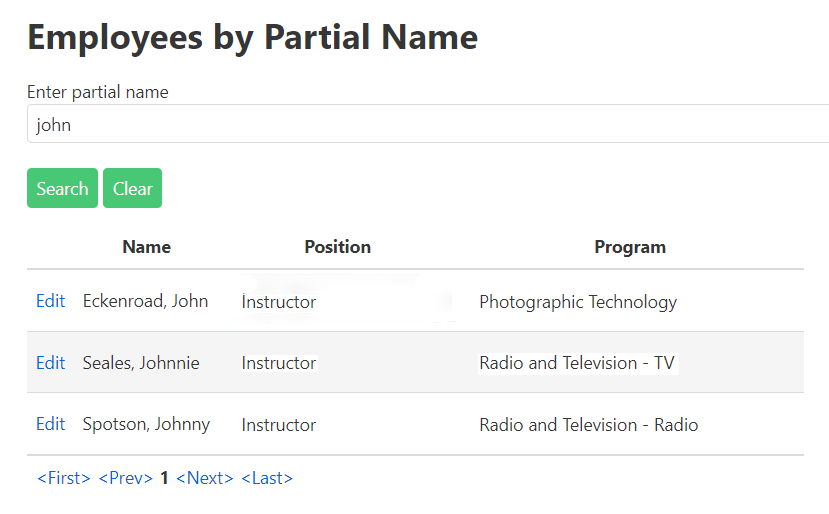 Employees by Partial Name
Enter partial name
john
Search Clear
Name Position Program
Edit Eckenroad, John Instructor Photographic Technology
Edit Seales, Johnnie Instructor Radio and Television - TV
Edit Spotson, Johnny Instructor Radio and Television - Radio
<First> <Prev> 1 <Next> <Last>